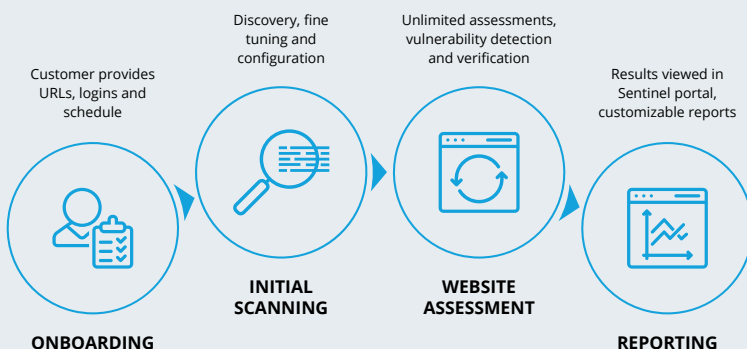 Customer provides
URLs, logins and
schedule
ONBOARDING
Discovery, fine
tuning and
configuration
INITIAL
SCANNING
Unlimited assessments,
vulnerability detection
and verification
WEBSITE
ASSESSMENT
Results viewed in
Sentinel portal,
customizable reports
REPORTING